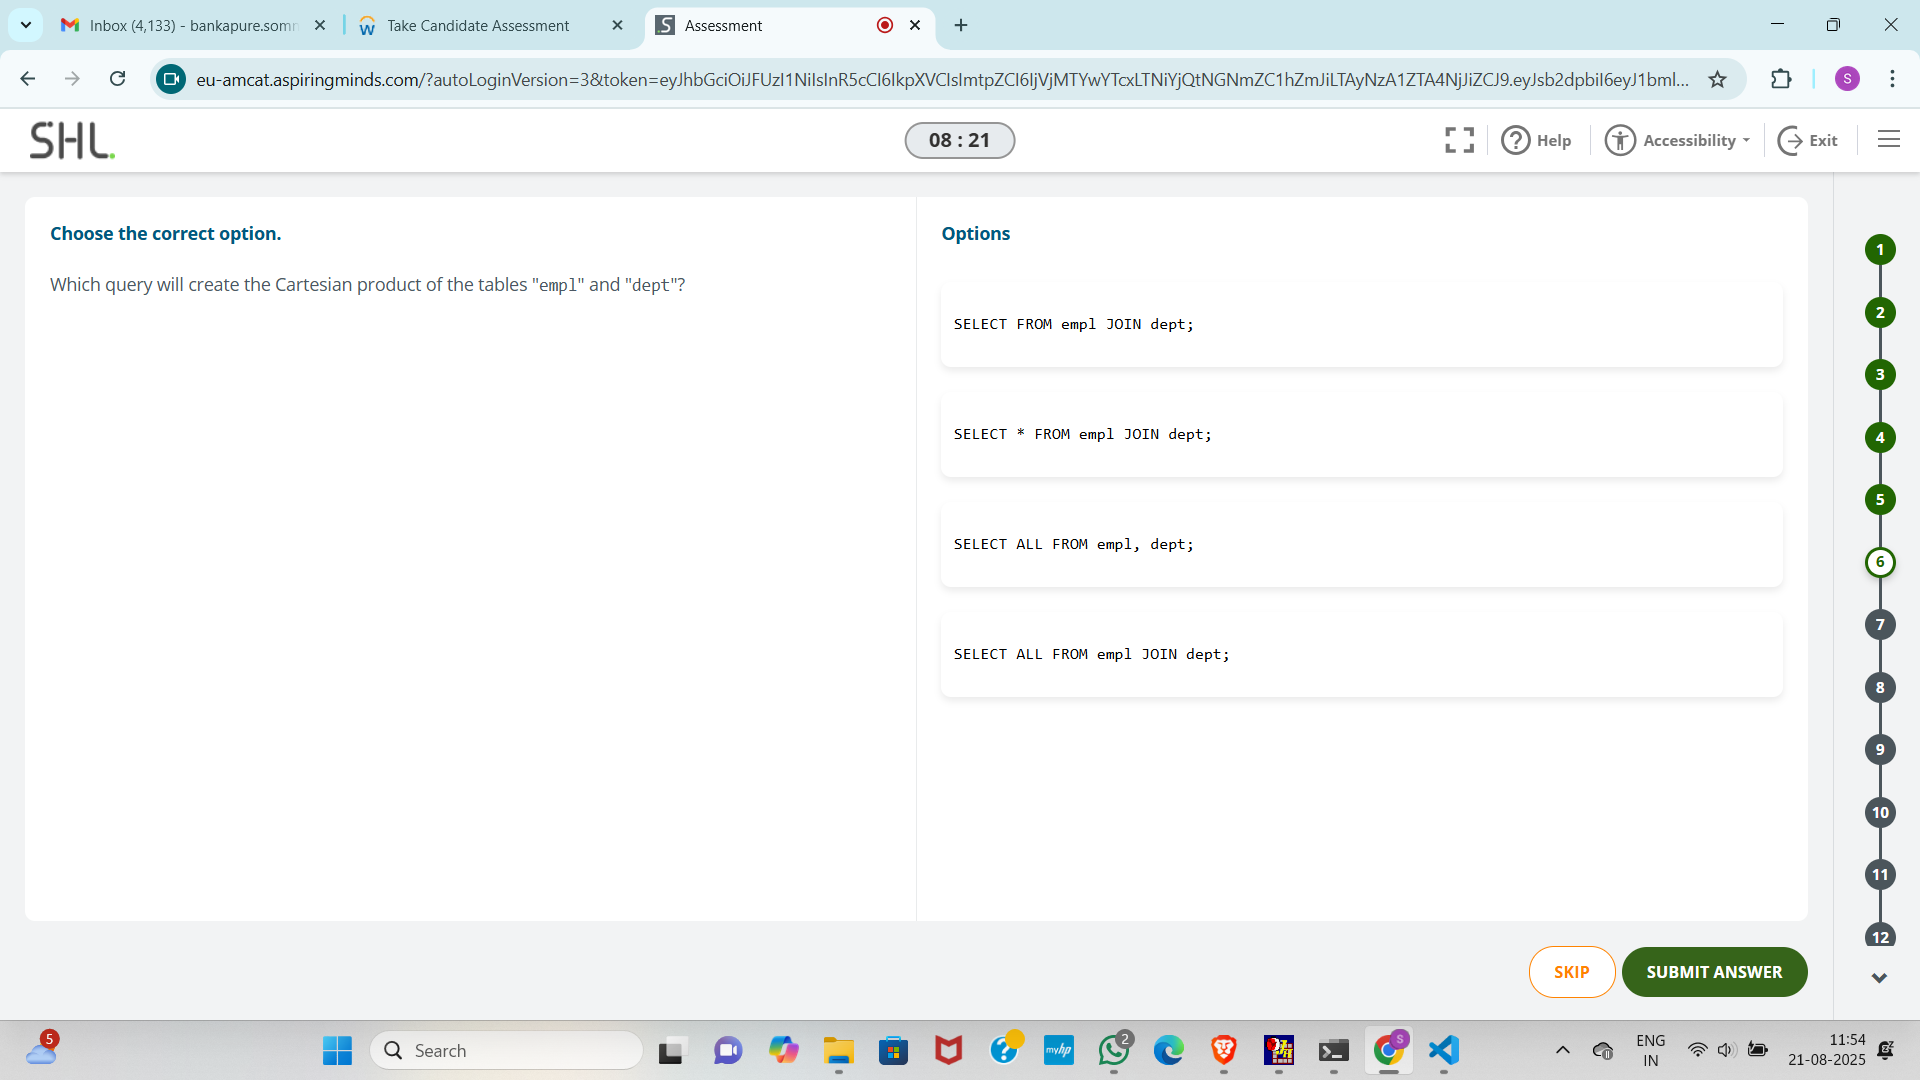 Inbox (4,133) - bankapure.somn
Take Candidate Assessment
Assessment
eu-amcat.aspiringminds.com/?autoLoginVersion=3&token=eyJhbGciOiJFUzI1NiIsInR5cCI6IkpXVCIsImtpZCI6IjVjMTYwYTcxLTNiYjQtNGNmZC1hZmJiLTAyNzA1ZTA4NjJiZCJ9.eyJsb2dpbiI6eyJ1bml...
S
SHL.
08 : 21
Help
Accessibility
Exit
Choose the correct option.
Which query will create the Cartesian product of the tables "empl" and "dept"?
Options
SELECT FROM empl JOIN dept;
SELECT * FROM empl JOIN dept;
SELECT ALL FROM empl, dept;
SELECT ALL FROM empl JOIN dept;
1
2
3
4
5
6
7
8
9
10
11
12
SKIP
SUBMIT ANSWER
5
Search
myhp
2
S
ENG
IN
11:54
21-08-2025